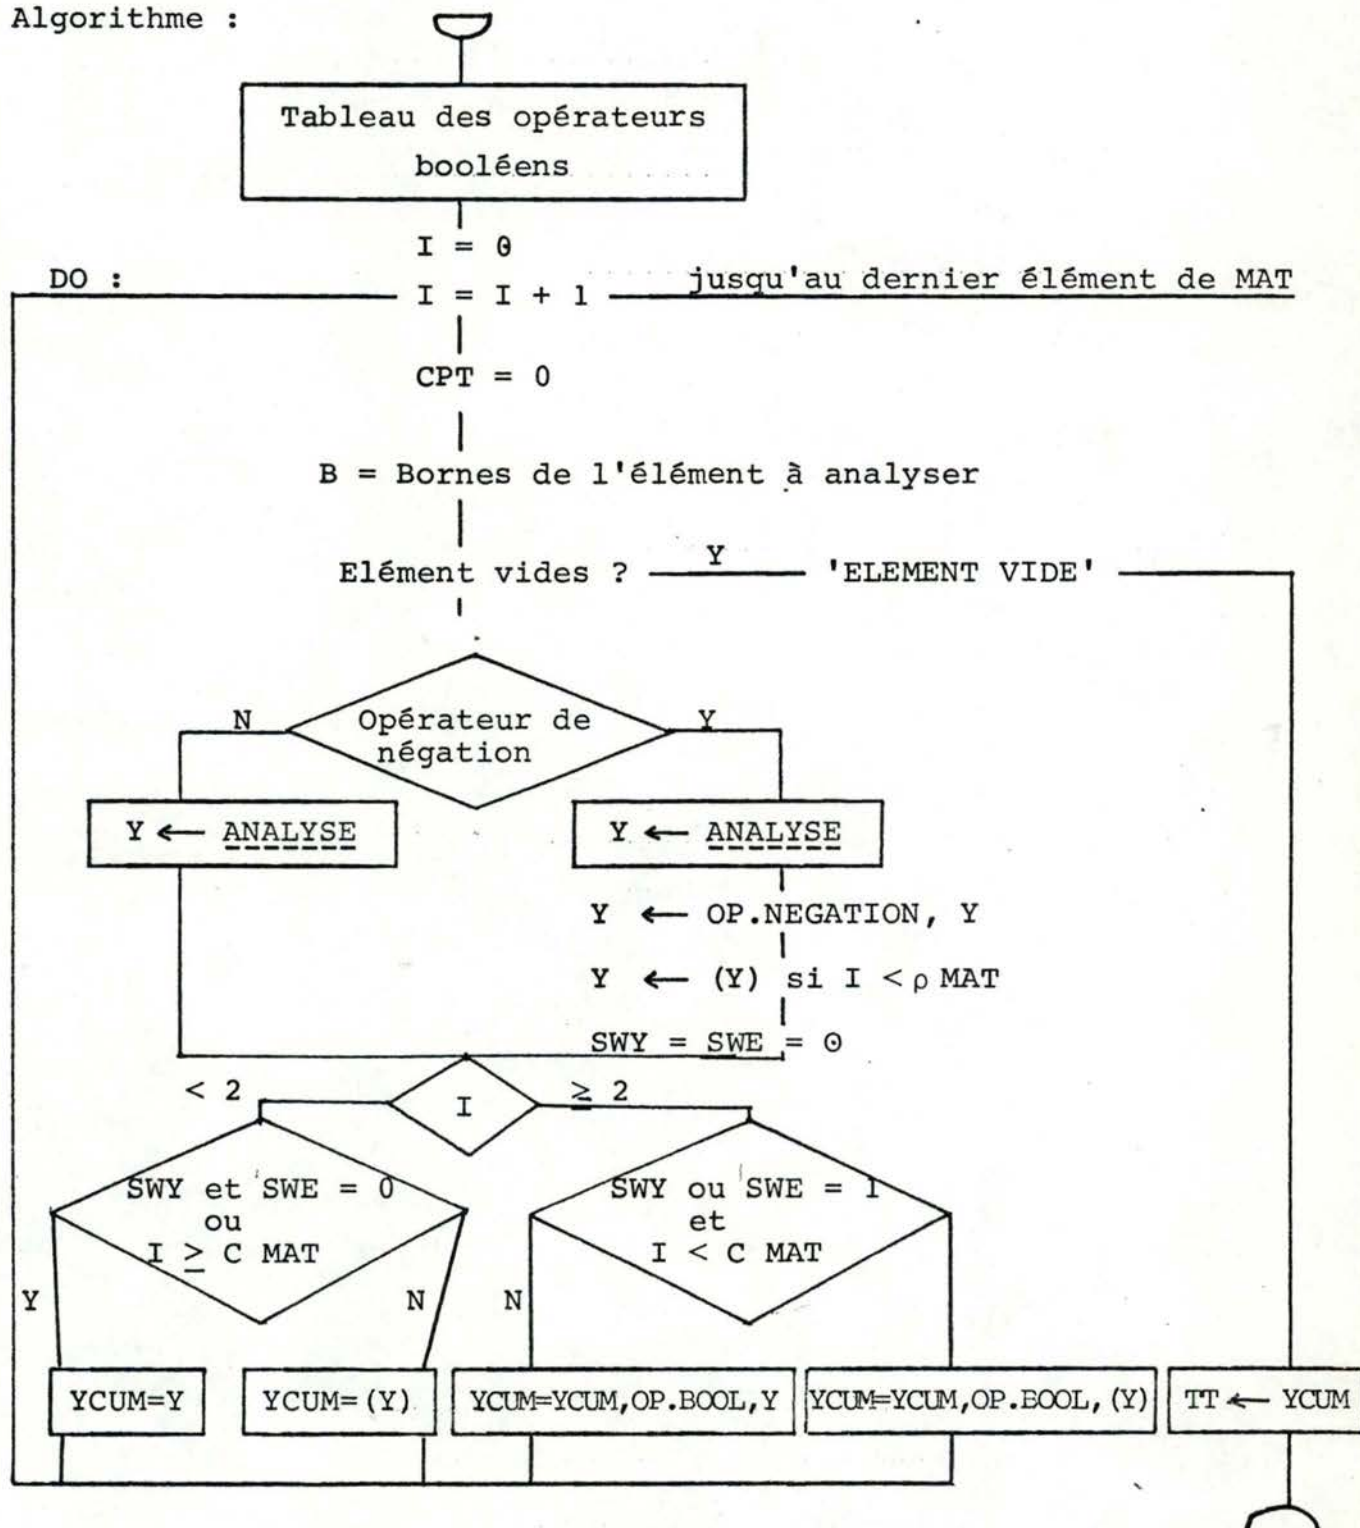 Algorithme :
Tableau des opérateurs
booléens
I = 0
DO :
I = I + 1
jusqu'au dernier élément de MAT
CPT = 0
B = Bornes de l'élément à analyser
Elément vides ?
Y
'ELEMENT VIDE'
N
Opérateur de
négation
Y
Y ← ANALYSE
Y ← ANALYSE
Y ← OP.NEGATION, Y
Y ← (Y) si I < ρ MAT
SWY = SWE = 0
< 2
I
≥ 2
SWY et SWE = 0
ou
I ≥ C MAT
SWY ou SWE = 1
et
I < C MAT
Y
N
N
YCUM=Y
YCUM=(Y)
YCUM=YCUM,OP.BOOL,Y
YCUM=YCUM,OP.BOOL,(Y)
TT ← YCUM